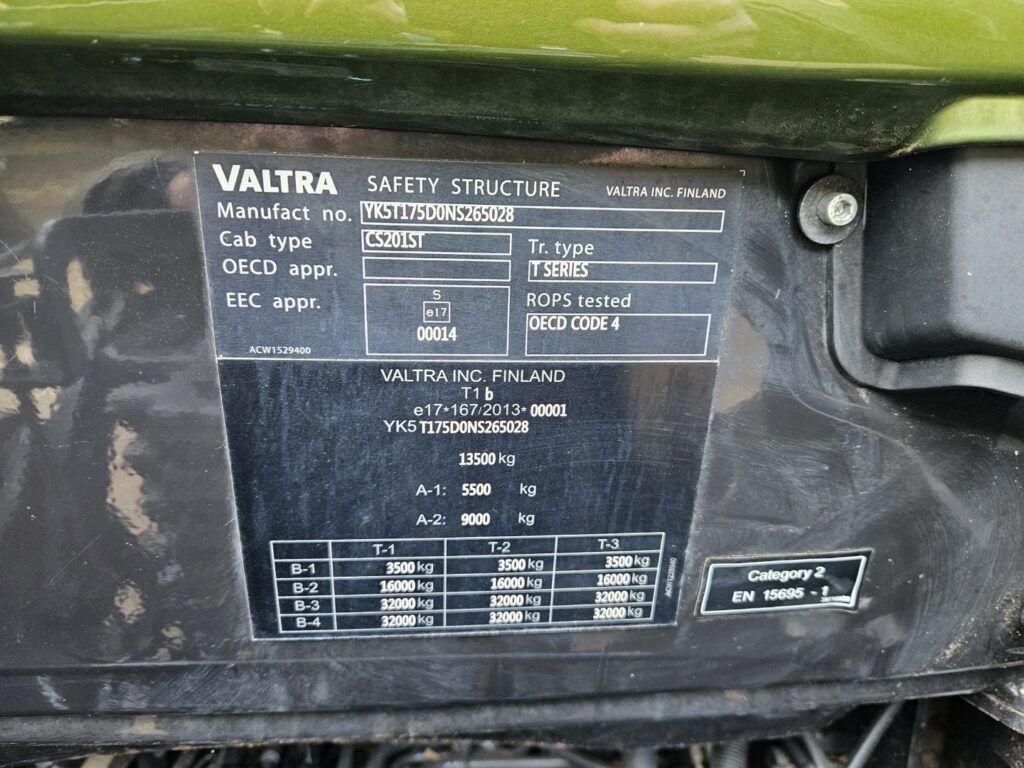 VALTRA SAFETY STRUCTURE VALTRA INC. FINLAND
Manufact no. YK5T175D0NS265028
Cab type CS201ST
Tr. type
OECD appr. T SERIES
EEC appr. S ROPS tested
e17 OECD CODE 4
00014
ACW1529400
VALTRA INC. FINLAND
T1 b
e17*167/2013*00001
YK5 T175D0NS265028
13500 kg
A-1: 5500 kg
A-2: 9000 kg
T-1 T-2 T-3
B-1 3500 kg 3500 kg 3500 kg
B-2 16000 kg 16000 kg 16000 kg
B-3 32000 kg 32000 kg 32000 kg
B-4 32000 kg 32000 kg 32000 kg
Category 2
EN 15695 - 1